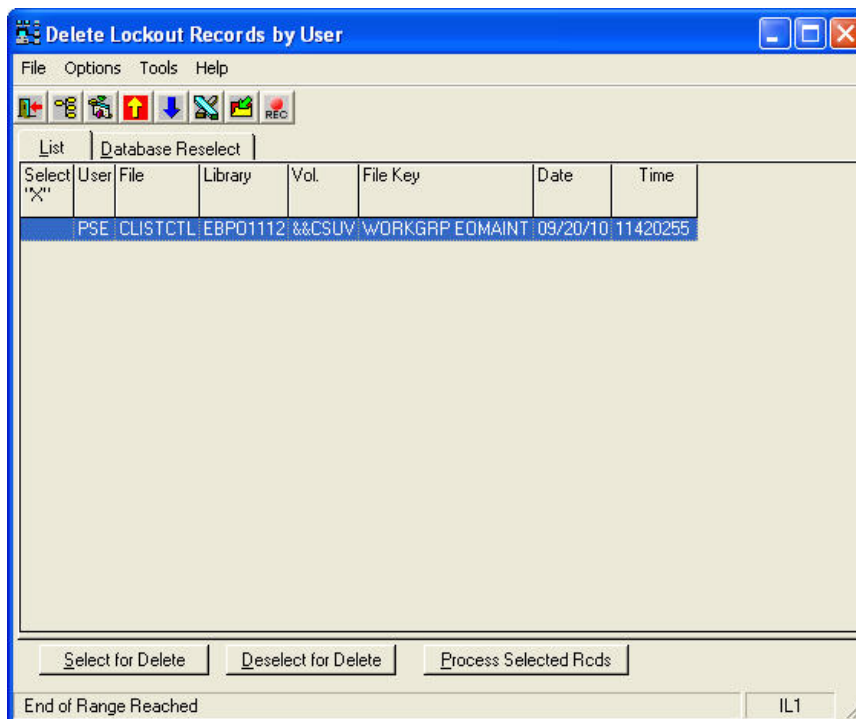 Delete Lockout Records by User
File Options Tools Help
REC
List Database Reselect
Select "X" User File Library Vol. File Key Date Time
PSE CLISTCTL EBPO1112 &&CSUV WORKGRP EOMAINT 09/20/10 11420255
Select for Delete Deselect for Delete Process Selected Rcds
End of Range Reached IL1